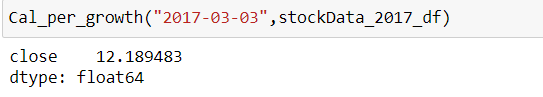 Cal_per_growth("2017-03-03",stockData_2017_df)
close    12.189483
dtype: float64